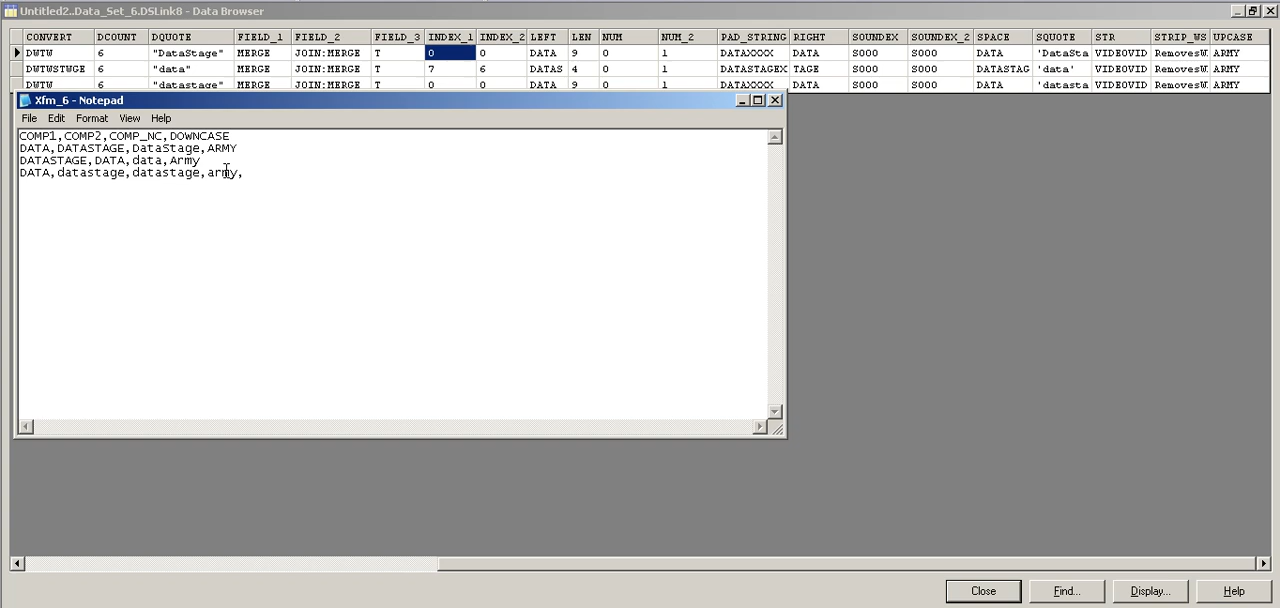 Untitled2..Data_Set_6.DSLink8 - Data Browser
CONVERT DCOUNT DQUOTE FIELD_1 FIELD_2 FIELD_3 INDEX_1 INDEX_2 LEFT LEN NUM NUM_2 PAD_STRING RIGHT SOUNDEX SOUNDEX_2 SPACE SQUOTE STR STRIP_WS UPCASE
DWTW 6 "DataStage" MERGE JOIN:MERGE T 0 0 DATA 9 0 1 DATAXXXX DATA S000 S000 DATA 'DataSta VIDEOVID RemovesW ARMY
DWTWSTWGE 6 "data" MERGE JOIN:MERGE T 7 6 DATAS 4 0 1 DATASTAGEX TAGE S000 S000 DATASTAG 'data' VIDEOVID RemovesW ARMY
DWTW 6 "datastage" MERGE JOIN:MERGE T 0 0 DATA 9 0 1 DATAXXXX DATA S000 S000 DATA 'datasta VIDEOVID RemovesW ARMY
Xfm_6 - Notepad
File Edit Format View Help
COMP1,COMP2,COMP_NC,DOWNCASE
DATA,DATASTAGE,DataStage,ARMY
DATASTAGE,DATA,data,Army
DATA,datastage,datastage,army,
Close Find... Display... Help